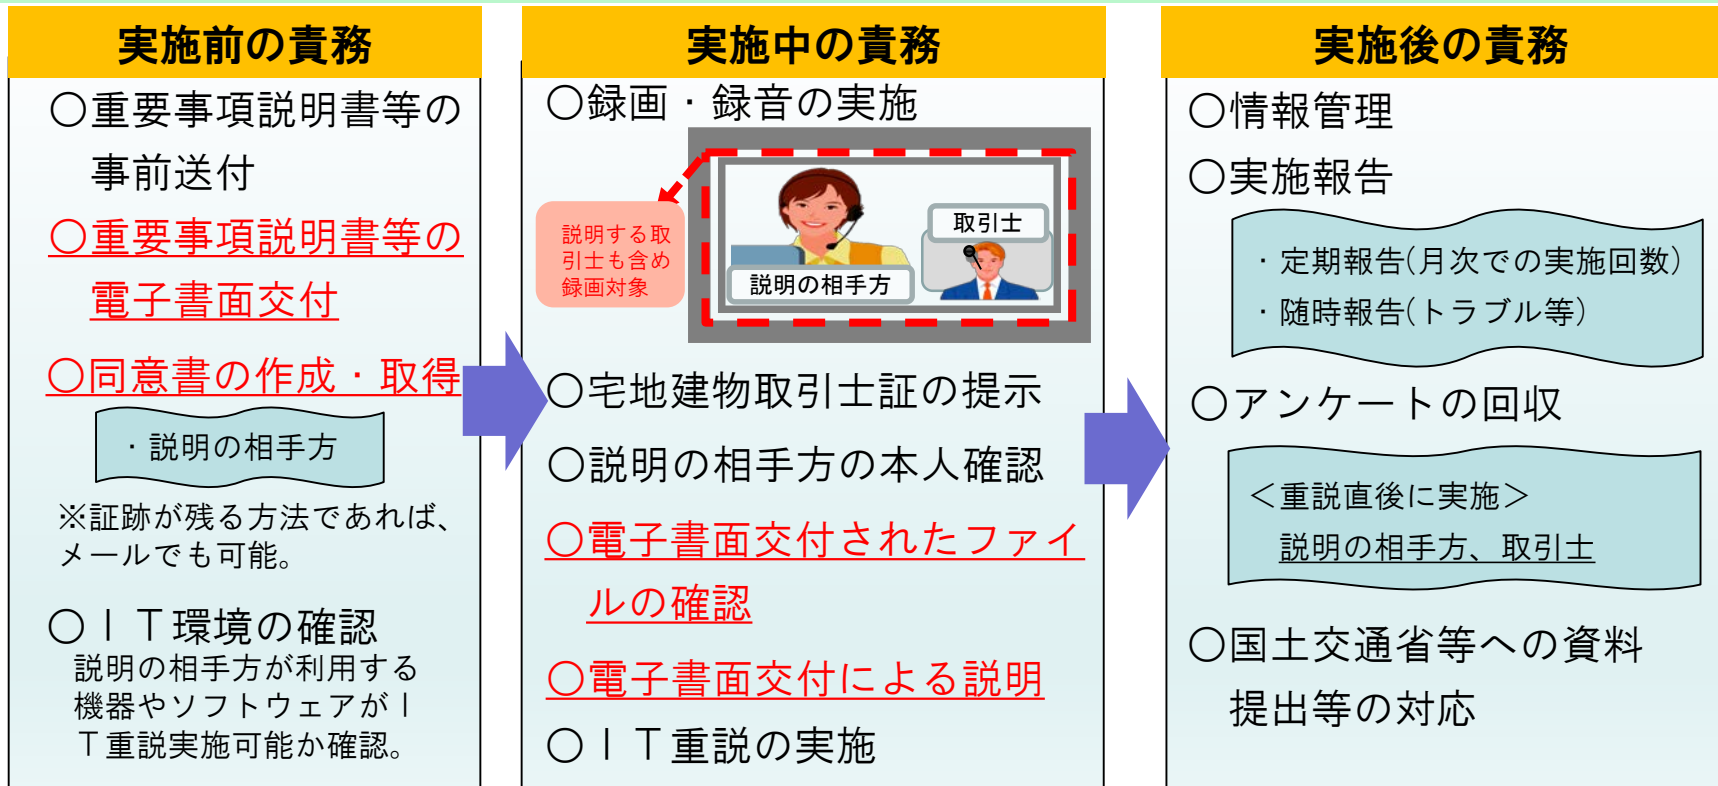 実施前の責務
〇重要事項説明書等の
事前送付
〇重要事項説明書等の
電子書面交付
〇同意書の作成・取得
・説明の相手方
※証跡が残る方法であれば、
メールでも可能。
〇ＩＴ環境の確認
説明の相手方が利用する
機器やソフトウェアがＩ
Ｔ重説実施可能か確認。
実施中の責務
〇録画・録音の実施
説明する取
引士も含め
録画対象
取引士
説明の相手方
〇宅地建物取引士証の提示
〇説明の相手方の本人確認
〇電子書面交付されたファイ
ルの確認
〇電子書面交付による説明
〇ＩＴ重説の実施
実施後の責務
〇情報管理
〇実施報告
・定期報告(月次での実施回数)
・随時報告(トラブル等)
〇アンケートの回収
＜重説直後に実施＞
説明の相手方、取引士
〇国土交通省等への資料
提出等の対応